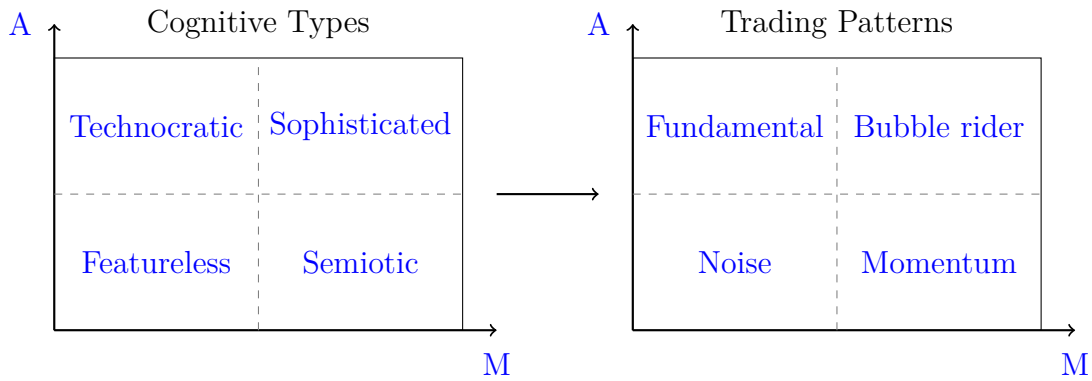 Cognitive Types
A
Technocratic
Sophisticated
Featureless
Semiotic
M
Trading Patterns
A
Fundamental
Bubble rider
Noise
Momentum
M